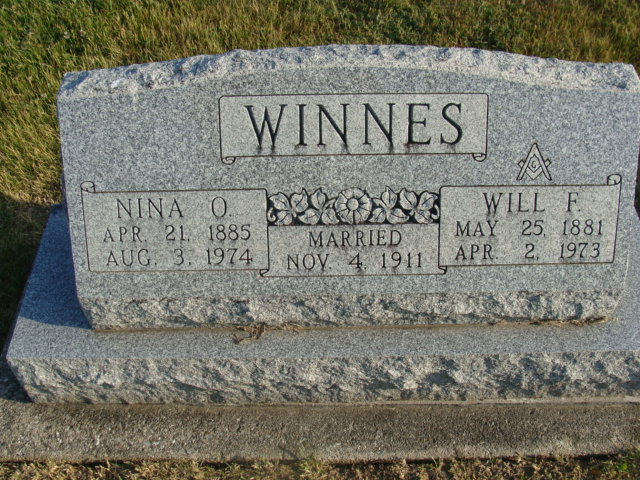 WINNES
G
NINA O.
APR. 21, 1885
AUG. 3, 1974
MARRIED
NOV. 4, 1911
WILL F.
MAY 25, 1881
APR. 2, 1973